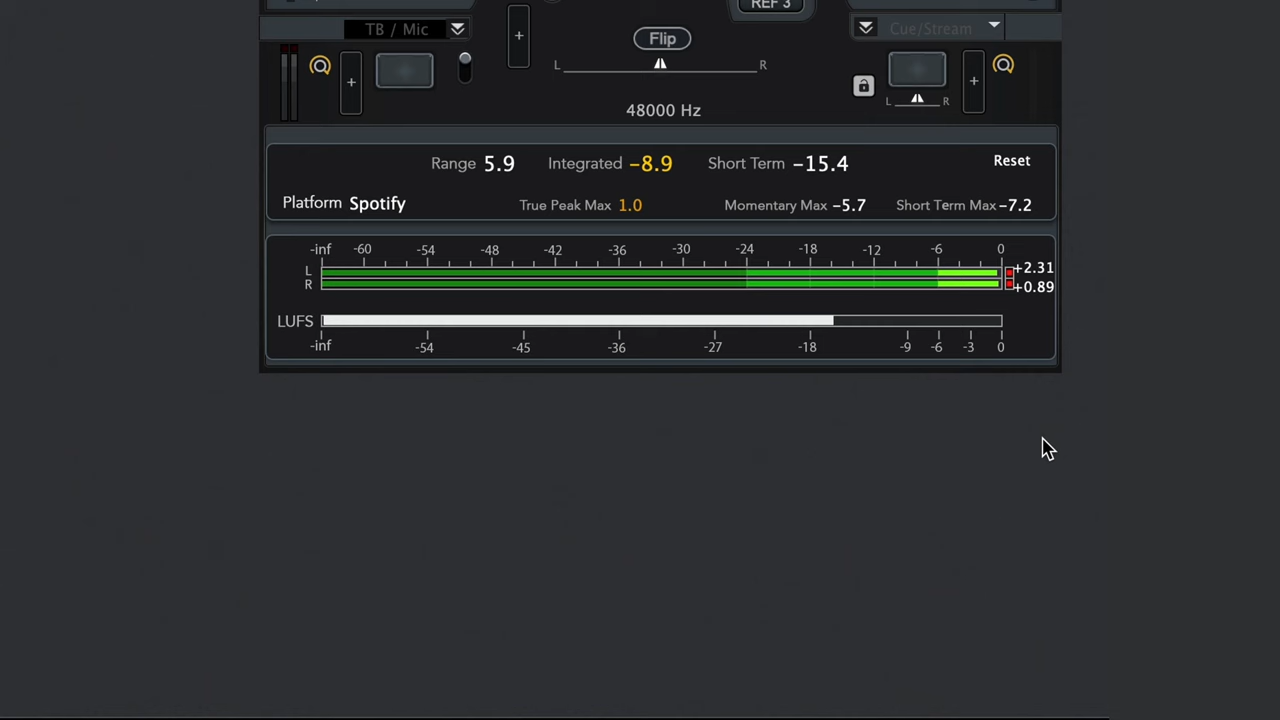 REF 3
TB / Mic
Flip
Cue/Stream
+
L R
+
+
L R
48000 Hz
Range 5.9 Integrated -8.9 Short Term -15.4 Reset
Platform Spotify True Peak Max 1.0 Momentary Max -5.7 Short Term Max -7.2
-inf -60 -54 -48 -42 -36 -30 -24 -18 -12 -6 0
L +2.31
R +0.89
LUFS
-inf -54 -45 -36 -27 -18 -9 -6 -3 0